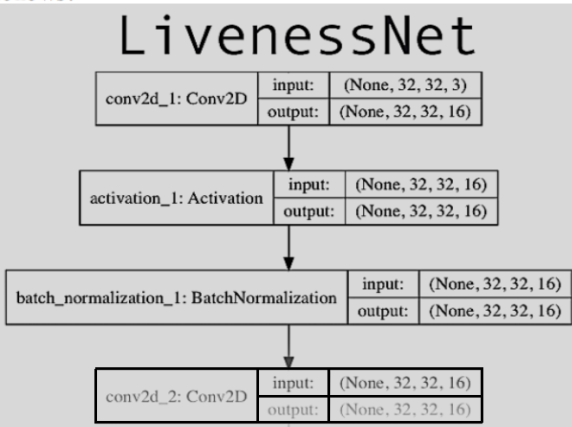 LivenessNet
conv2d_1: Conv2D input: (None, 32, 32, 3)
output: (None, 32, 32, 16)
activation_1: Activation input: (None, 32, 32, 16)
output: (None, 32, 32, 16)
batch_normalization_1: BatchNormalization input: (None, 32, 32, 16)
output: (None, 32, 32, 16)
conv2d_2: Conv2D input: (None, 32, 32, 16)
output: (None, 32, 32, 16)